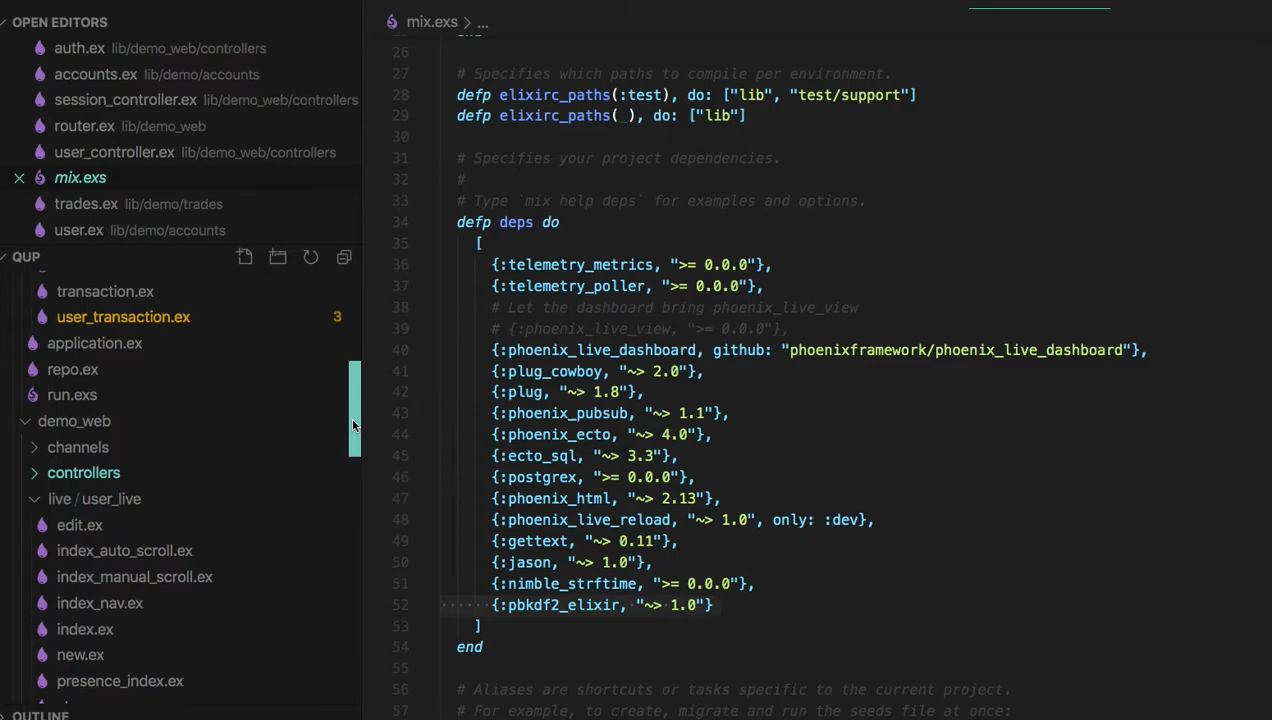 OPEN EDITORS
auth.ex lib/demo_web/controllers
accounts.ex lib/demo/accounts
session_controller.ex lib/demo_web/controllers
router.ex lib/demo_web
user_controller.ex lib/demo_web/controllers
mix.exs
trades.ex lib/demo/trades
user.ex lib/demo/accounts
QUP
transaction.ex
user_transaction.ex 3
application.ex
repo.ex
run.exs
demo_web
channels
controllers
live / user_live
edit.ex
index_auto_scroll.ex
index_manual_scroll.ex
index_nav.ex
index.ex
new.ex
presence_index.ex
OUTLINE
mix.exs > ...
26
27 # Specifies which paths to compile per environment.
28 defp elixirc_paths(:test), do: ["lib", "test/support"]
29 defp elixirc_paths(_), do: ["lib"]
30
31 # Specifies your project dependencies.
32 #
33 # Type `mix help deps` for examples and options.
34 defp deps do
35 [
36 {:telemetry_metrics, ">= 0.0.0"},
37 {:telemetry_poller, ">= 0.0.0"},
38 # Let the dashboard bring phoenix_live_view
39 # {:phoenix_live_view, ">= 0.0.0"},
40 {:phoenix_live_dashboard, github: "phoenixframework/phoenix_live_dashboard"},
41 {:plug_cowboy, "~> 2.0"},
42 {:plug, "~> 1.8"},
43 {:phoenix_pubsub, "~> 1.1"},
44 {:phoenix_ecto, "~> 4.0"},
45 {:ecto_sql, "~> 3.3"},
46 {:postgrex, ">= 0.0.0"},
47 {:phoenix_html, "~> 2.13"},
48 {:phoenix_live_reload, "~> 1.0", only: :dev},
49 {:gettext, "~> 0.11"},
50 {:jason, "~> 1.0"},
51 {:nimble_strftime, ">= 0.0.0"},
52 {:pbkdf2_elixir, "~> 1.0"}
53 ]
54 end
55
56 # Aliases are shortcuts or tasks specific to the current project.
57 # For example, to create, migrate and run the seeds file at once: